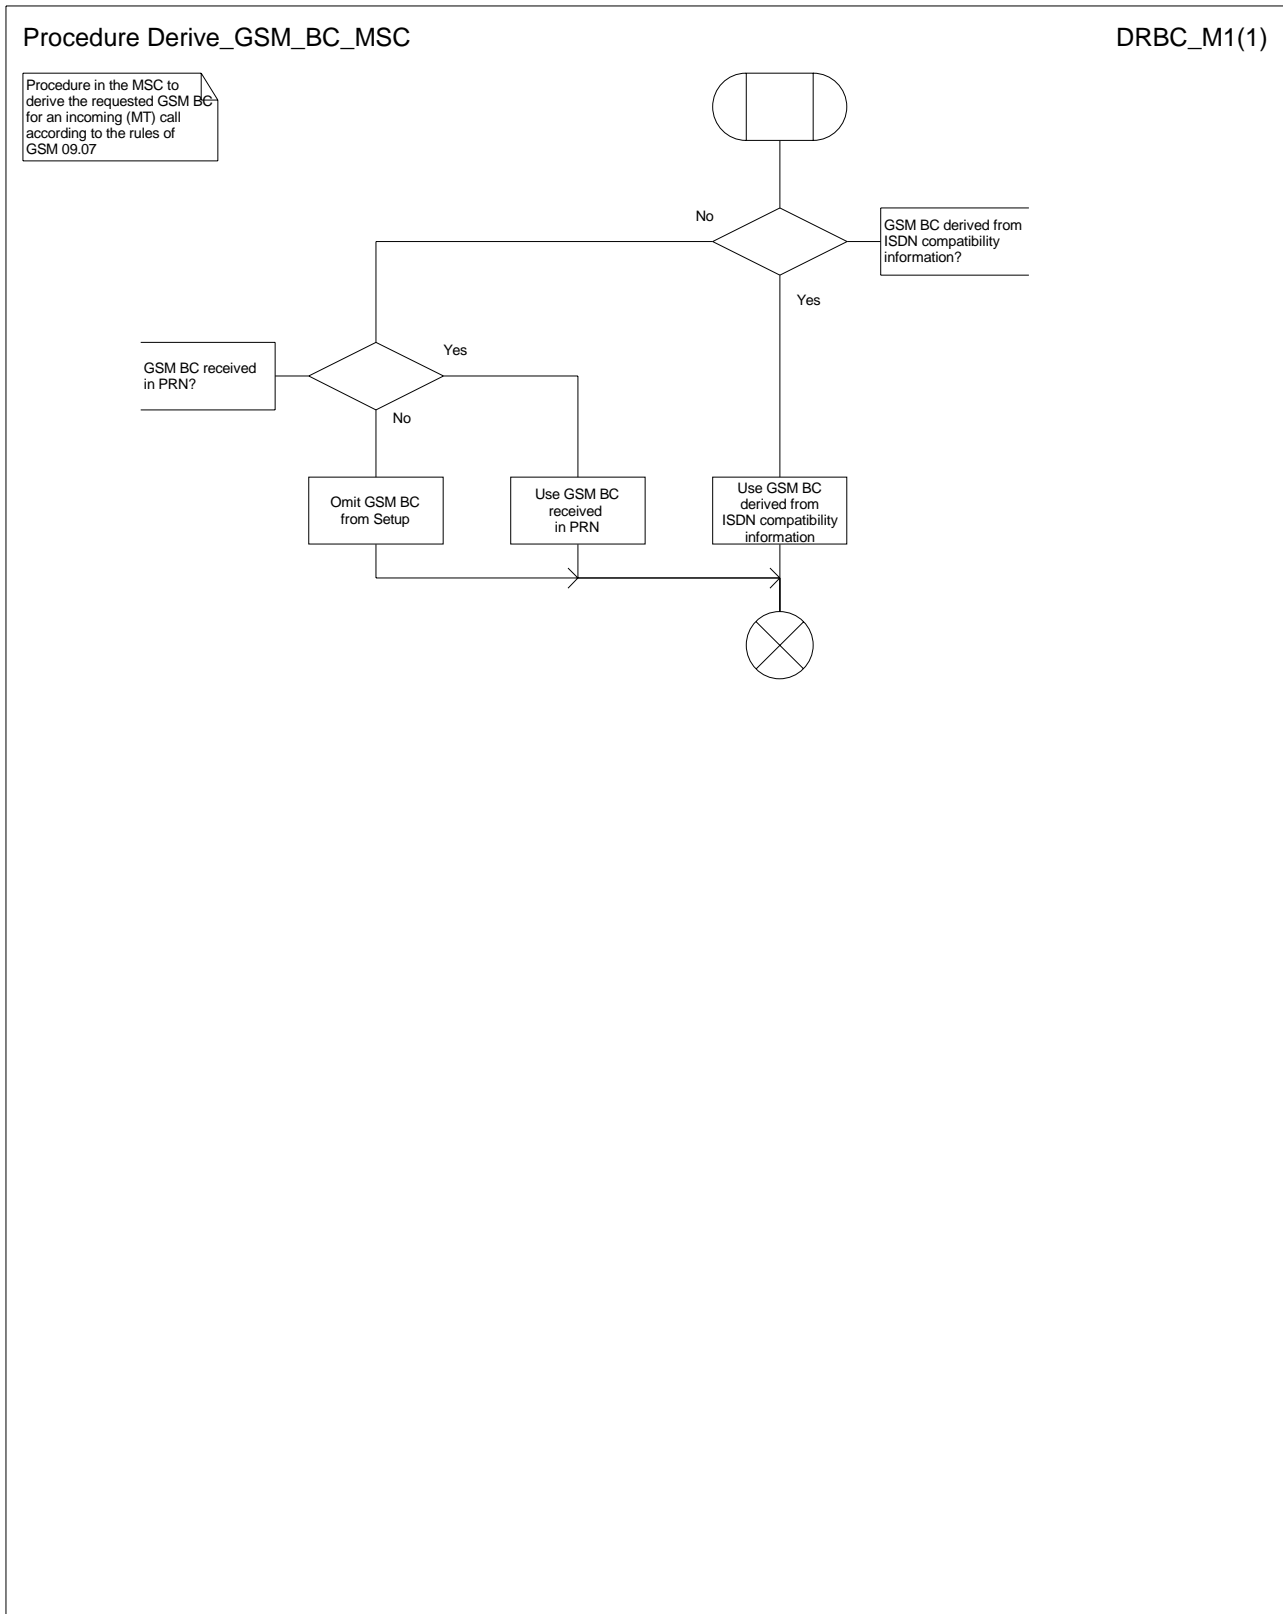 Procedure Derive_GSM_BC_MSC
DRBC_M1(1)
Procedure in the MSC to
derive the requested GSM BC
for an incoming (MT) call
according to the rules of
GSM 09.07
No
GSM BC derived from
ISDN compatibility
information?
Yes
GSM BC received
in PRN?
Yes
No
Omit GSM BC
from Setup
Use GSM BC
received
in PRN
Use GSM BC
derived from
ISDN compatibility
information